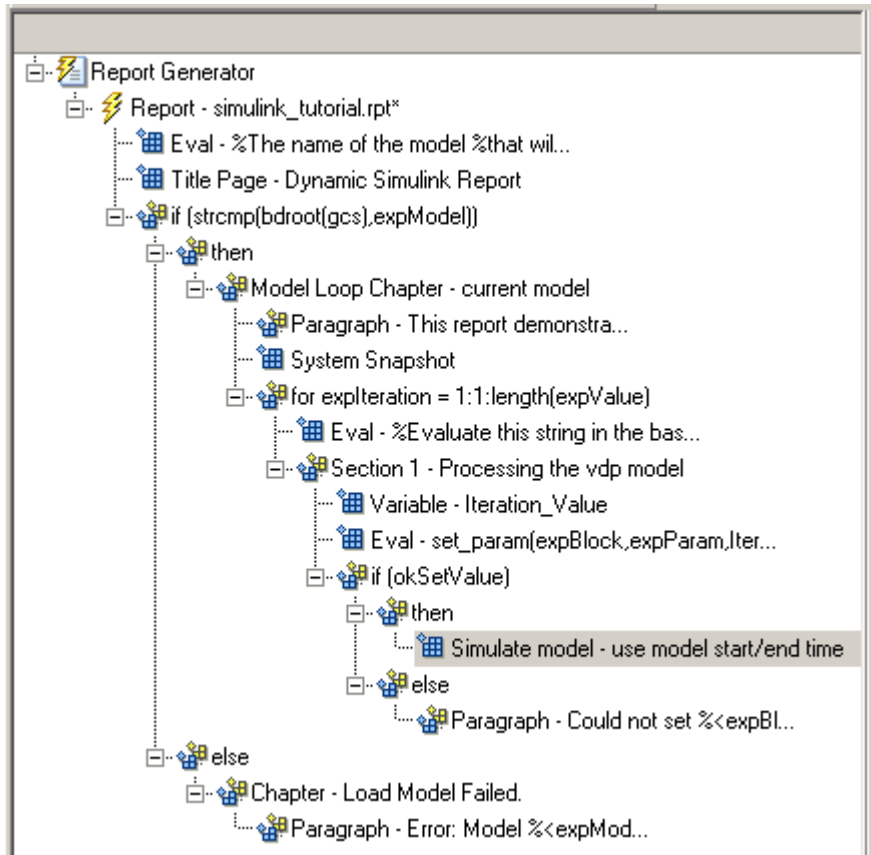 Report Generator
Report - simulink_tutorial.rpt*
Eval - %The name of the model %that wil...
Title Page - Dynamic Simulink Report
if (strcmp(bdroot(gcs),expModel))
then
Model Loop Chapter - current model
Paragraph - This report demonstra...
System Snapshot
for expIteration = 1:1:length(expValue)
Eval - %Evaluate this string in the bas...
Section 1 - Processing the vdp model
Variable - Iteration_Value
Eval - set_param(expBlock,expParam,Iter...
if (okSetValue)
then
Simulate model - use model start/end time
else
Paragraph - Could not set %<expBl...
else
Chapter - Load Model Failed.
Paragraph - Error: Model %<expMod...